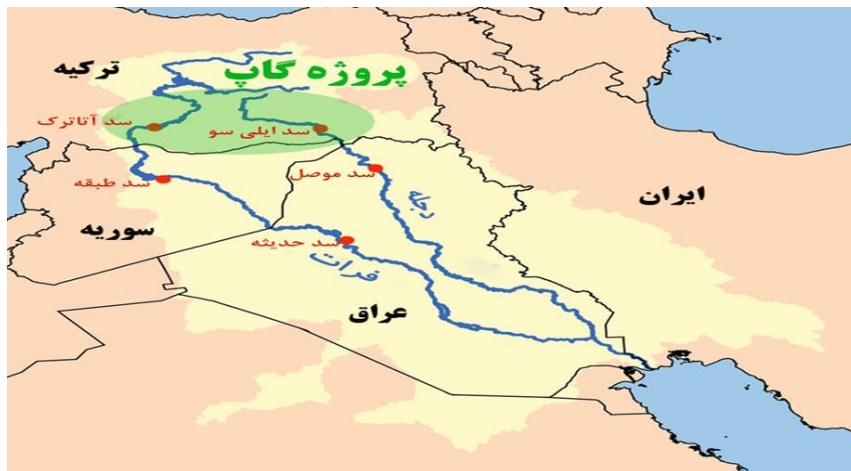 پروژه گاپ
ترکیه
سد آتاترک
سد ایلی سو
سد موصل
سد طبقه
دجله
ایران
سوریه
سد حدیثه
فرات
عراق